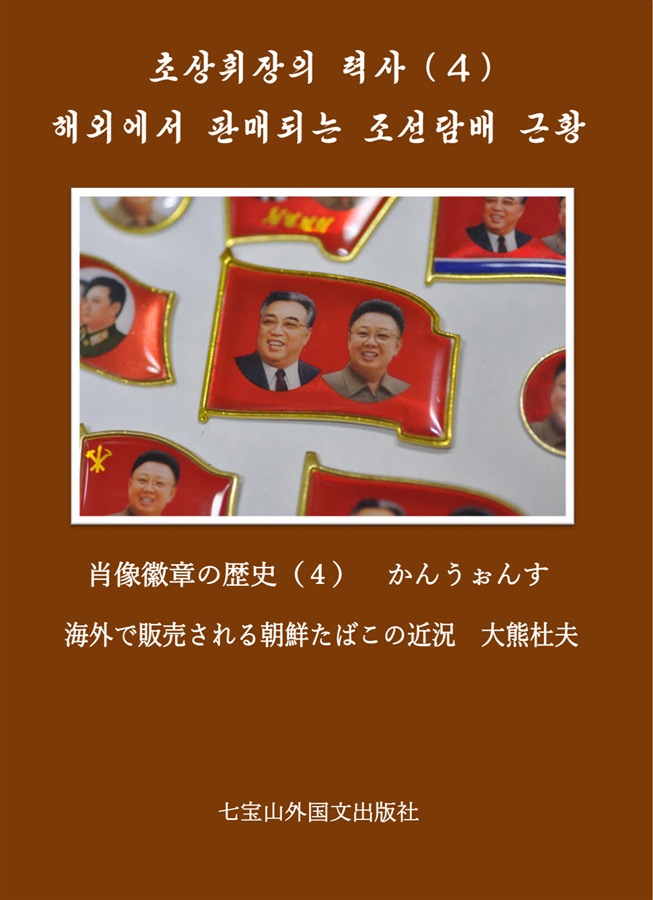 초상휘장의 력사（４）
해외에서 판매되는 조선담배 근황
肖像徽章の歴史（４）　かんうぉんす
海外で販売される朝鮮たばこの近況　大熊杜夫
七宝山外国文出版社